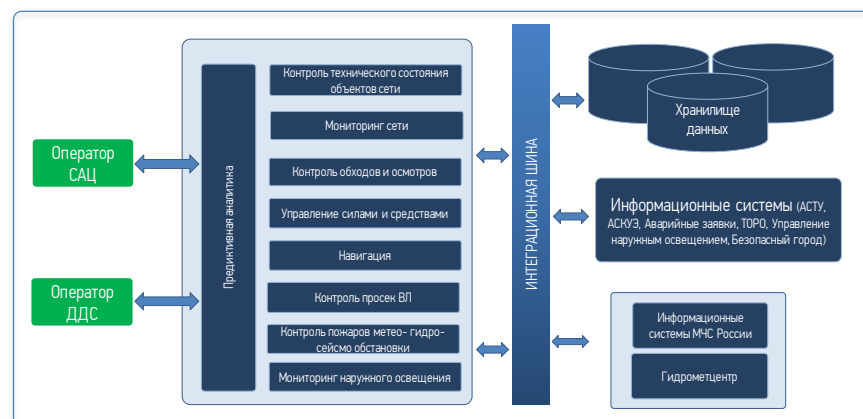 Оператор
САЦ
Оператор
ДДС
Предиктивная аналитика
Контроль технического состояния
объектов сети
Мониторинг сети
Контроль обходов и осмотров
Управление силами и средствами
Навигация
Контроль просек ВЛ
Контроль пожаров метео- гидро-
сейсмо обстановки
Мониторинг наружного освещения
ИНТЕГРАЦИОННАЯ ШИНА
Хранилище
данных
Информационные системы (АСТУ,
АСКУЭ, Аварийные заявки, ТОРО, Управление
наружным освещением, Безопасный город)
Информационные
системы МЧС России
Гидрометцентр